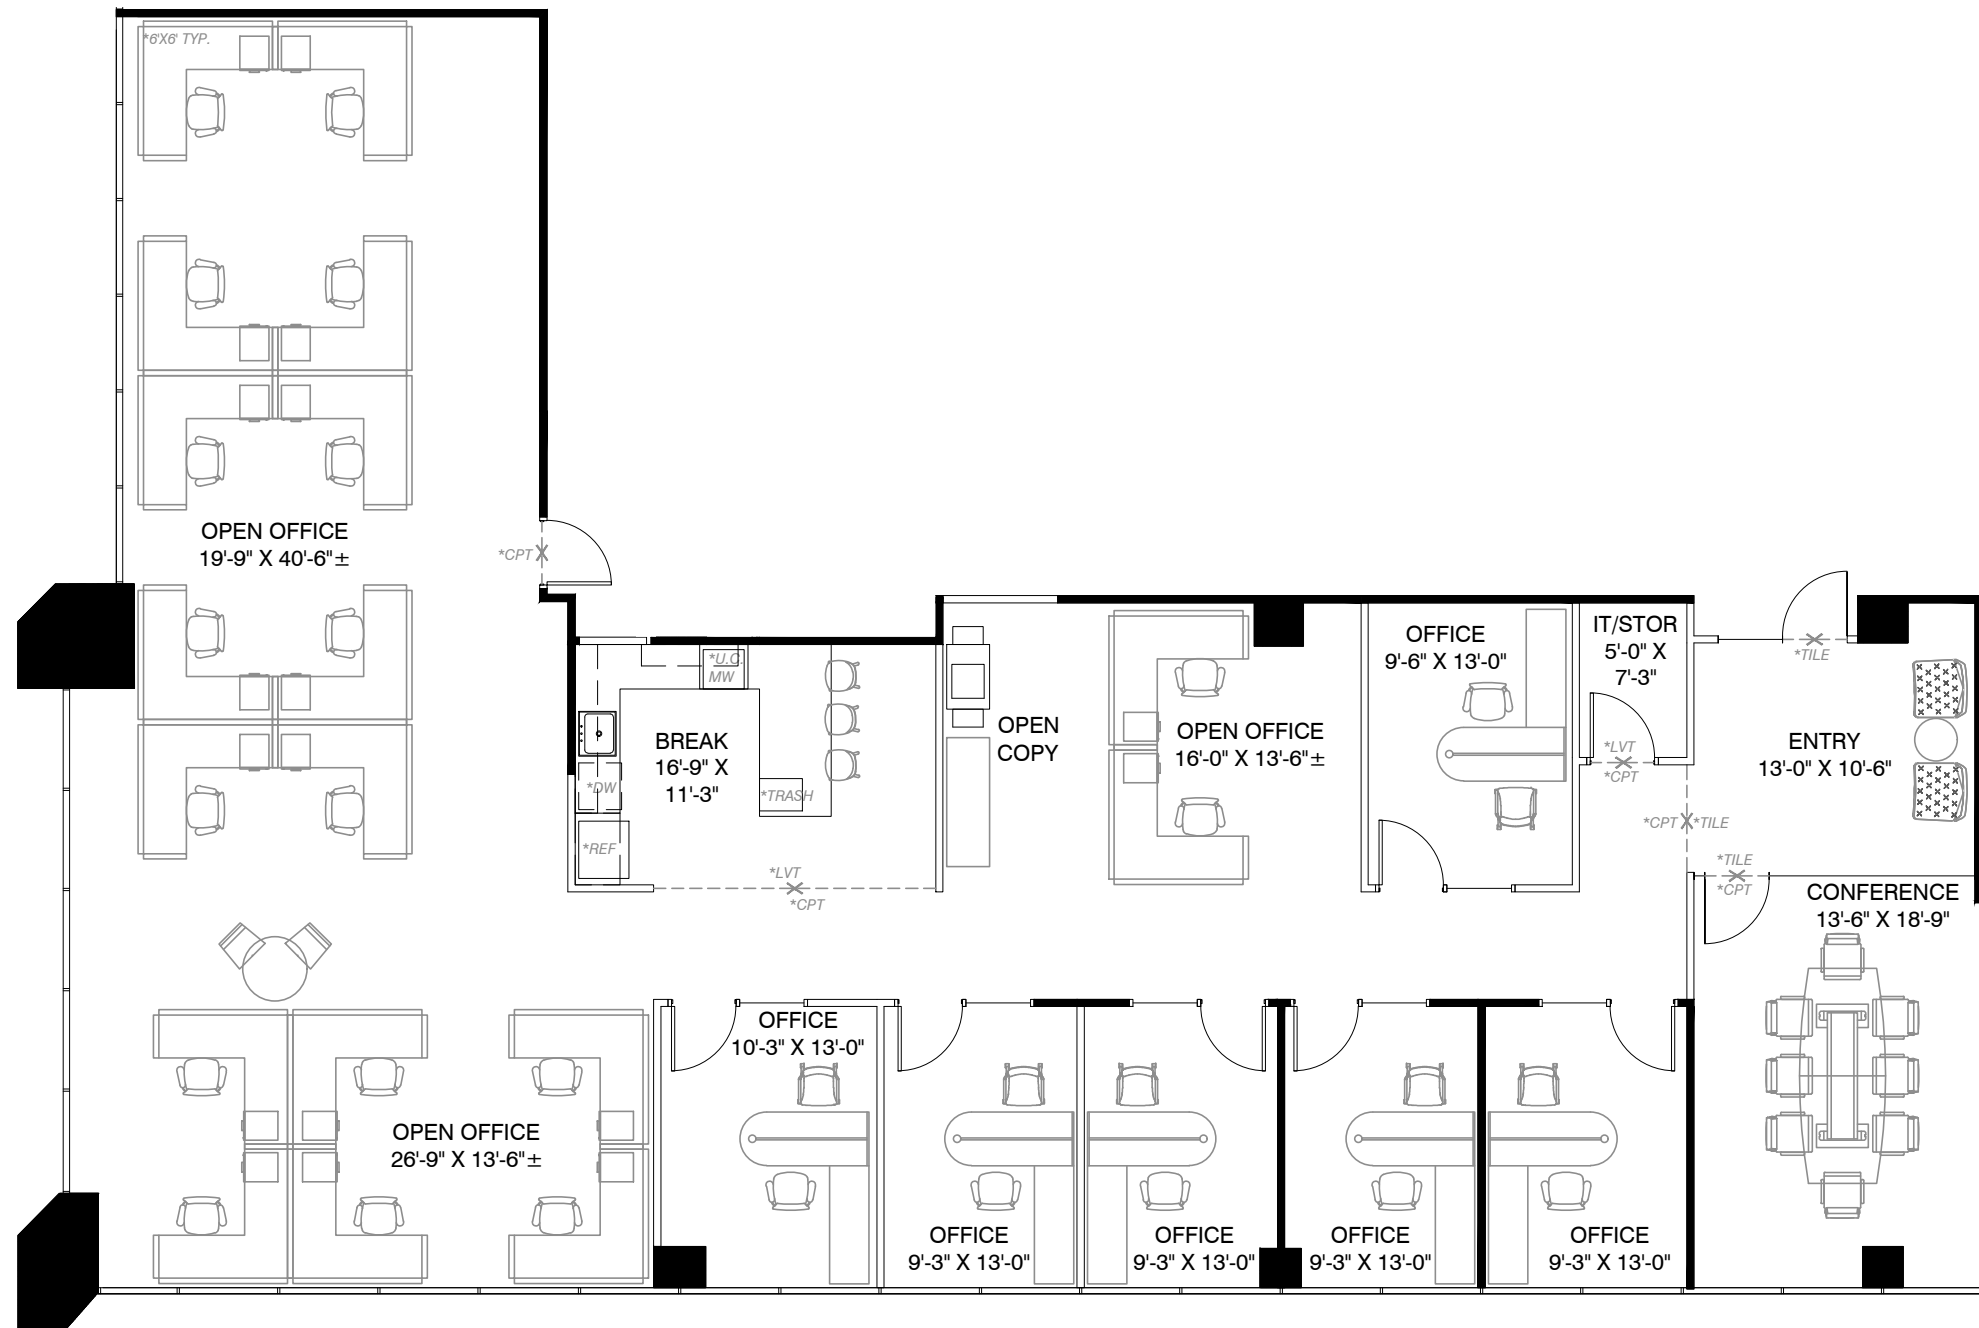 *6'X6' TYP.
OPEN OFFICE
19'-9" X 40'-6"±
*CPT
*U.C.
MW
BREAK
16'-9" X
11'-3"
*DW
*TRASH
*REF
*LVT
*CPT
OPEN
COPY
OPEN OFFICE
16'-0" X 13'-6"±
OFFICE
9'-6" X 13'-0"
IT/STOR
5'-0" X
7'-3"
*LVT
*CPT
*TILE
ENTRY
13'-0" X 10'-6"
*CPT *TILE
*TILE
*CPT
CONFERENCE
13'-6" X 18'-9"
OPEN OFFICE
26'-9" X 13'-6"±
OFFICE
10'-3" X 13'-0"
OFFICE
9'-3" X 13'-0"
OFFICE
9'-3" X 13'-0"
OFFICE
9'-3" X 13'-0"
OFFICE
9'-3" X 13'-0"